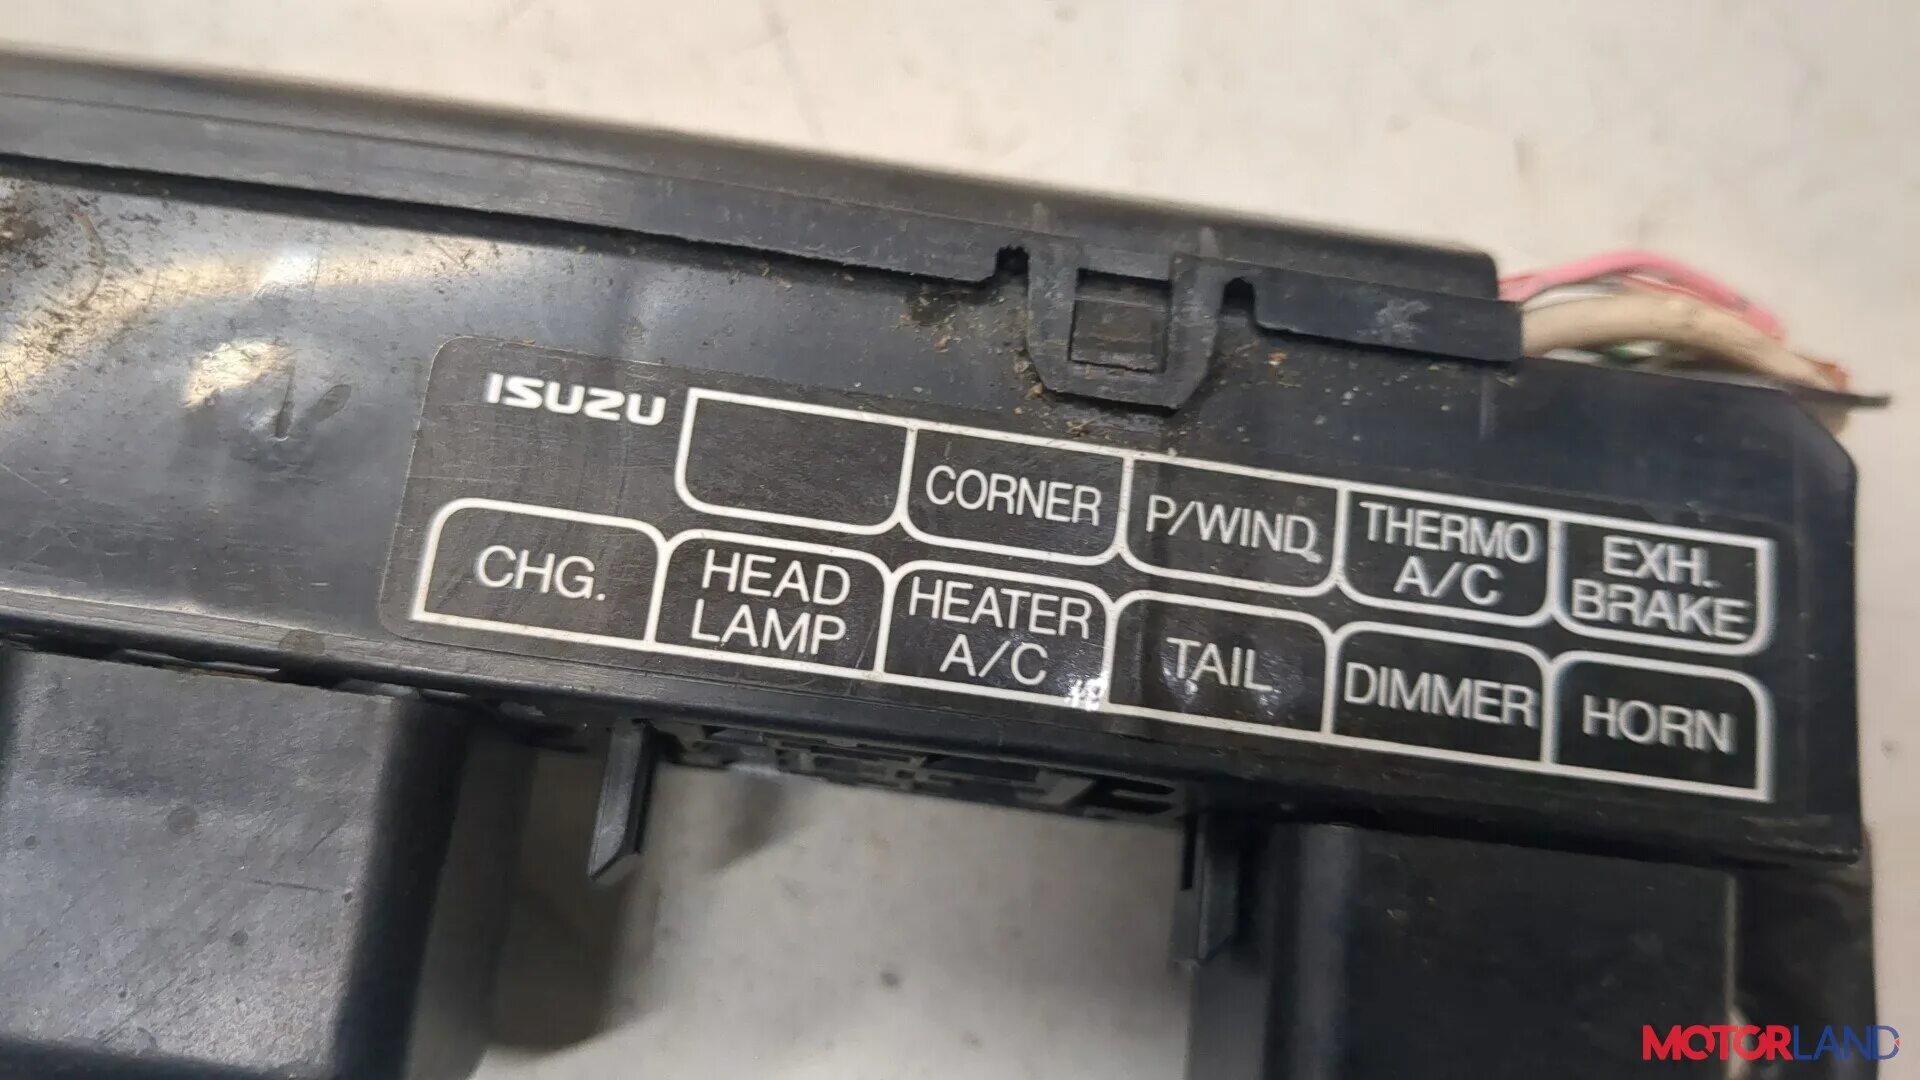 ISUZU
CORNER
P/WIND
THERMO
A/C
EXH.
BRAKE
CHG.
HEAD
LAMP
HEATER
A/C
TAIL
DIMMER
HORN
MOTORLAND